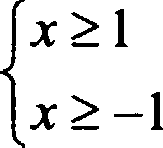 x ≥ 1
x ≥ -1